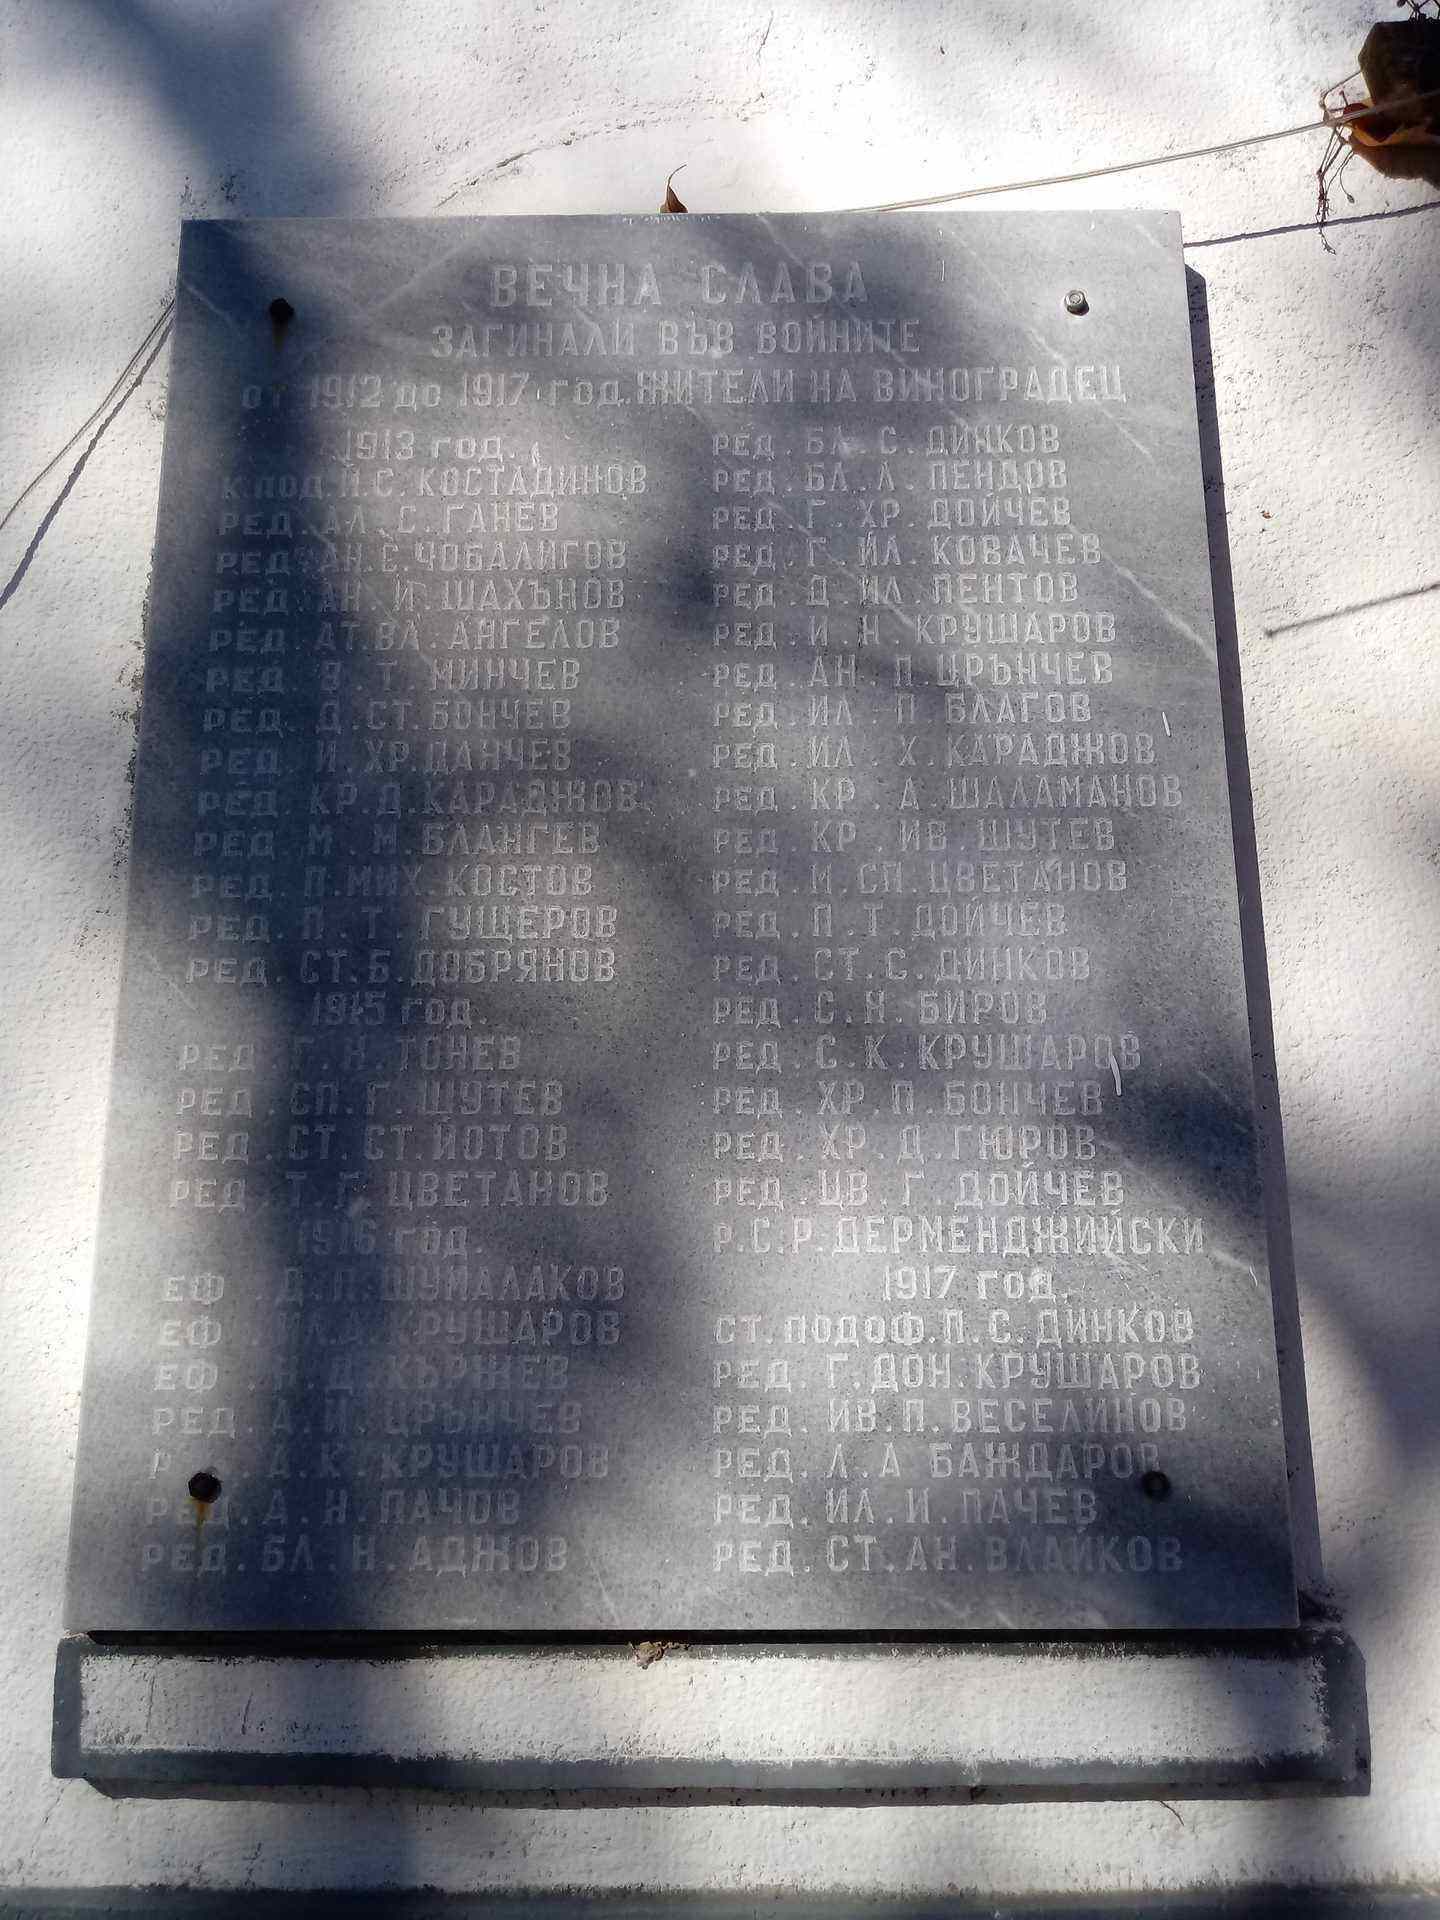 ВЕЧНА СЛАВА
ЗАГИНАЛИ ВЪВ ВОЙНИТЕ
от 1912 до 1917 год. ЖИТЕЛИ НА ВИНОГРАДЕЦ
1913 год.
К.ПОД.Й.С. КОСТАДИНОВ
РЕД. АЛ. С. ГАНЕВ
РЕД. АН. С. ЧОБАЛИГОВ
РЕД. АН. И. ШАХЪНОВ
РЕД. АТ. ВЛ. АНГЕЛОВ
РЕД. В. Т. МИНЧЕВ
РЕД. Д. СТ. БОНЧЕВ
РЕД. И. ХР. ДАНЧЕВ
РЕД. КР. Д. КАРАДЖОВ
РЕД. М. М. БЛАНГЕВ
РЕД. П. МИХ. КОСТОВ
РЕД. П. Т. ГУЩЕРОВ
РЕД. СТ. Б. ДОБРЯНОВ
1915 год.
РЕД. Г. Н. ТОНЕВ
РЕД. СП. Г. ШУТЕВ
РЕД. СТ. СТ. ЙОТОВ
РЕД. Т. Г. ЦВЕТАНОВ
1916 год.
ЕФ. Д. П. ШУМАЛАКОВ
ЕФ. ИЛ. А. КРУШАРОВ
ЕФ. Н. Д. КЪРЖЕВ
РЕД. А. И. ЦРЪНЧЕВ
А. К. КРУШАРОВ
РЕД. А. Н. ПАЧОВ
РЕД. БЛ. Н. АДЖОВ
РЕД. БЛ. С. ДИНКОВ
РЕД. БЛ. А. ПЕНДОВ
РЕД. Г. ХР. ДОЙЧЕВ
РЕД. Г. ИЛ. КОВАЧЕВ
РЕД. Д. ИЛ. ПЕНТОВ
РЕД. И. Н. КРУШАРОВ
РЕД. АН. П. ЦРЪНЧЕВ
РЕД. ИЛ. П. БЛАГОВ
РЕД. ИЛ. Х. КАРАДЖОВ
РЕД. КР. А. ШАЛАМАНОВ
РЕД. КР. ИВ. ШУТЕВ
РЕД. М. СП. ЦВЕТАНОВ
РЕД. П. Т. ДОЙЧЕВ
РЕД. СТ. С. ДИНКОВ
РЕД. С. Н. БИРОВ
РЕД. С. К. КРУШАРОВ
РЕД. ХР. П. БОНЧЕВ
РЕД. ХР. Д. ГЮРОВ
РЕД. ЦВ. Г. ДОЙЧЕВ
Р. С. Р. ДЕРМЕНДЖИЙСКИ
1917 год.
СТ. ПОДОФ. П. С. ДИНКОВ
РЕД. Г. ДОН. КРУШАРОВ
РЕД. ИВ. П. ВЕСЕЛИНОВ
РЕД. Л. А БАЖДАРОВ
РЕД. ИЛ. И. ПАЧЕВ
РЕД. СТ. АН. ВЛАЙКОВ